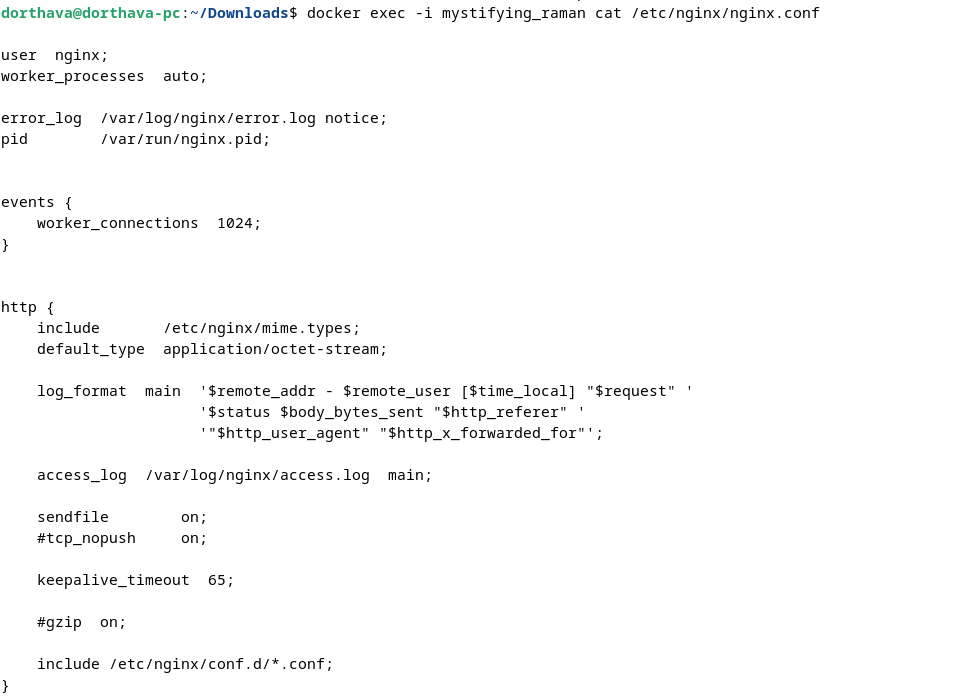 dorthava@dorthava-pc:~/Downloads$ docker exec -i mystifying_raman cat /etc/nginx/nginx.conf

user  nginx;
worker_processes  auto;

error_log  /var/log/nginx/error.log notice;
pid        /var/run/nginx.pid;


events {
    worker_connections  1024;
}


http {
    include       /etc/nginx/mime.types;
    default_type  application/octet-stream;

    log_format  main  '$remote_addr - $remote_user [$time_local] "$request" '
                      '$status $body_bytes_sent "$http_referer" '
                      '"$http_user_agent" "$http_x_forwarded_for"';

    access_log  /var/log/nginx/access.log  main;

    sendfile        on;
    #tcp_nopush     on;

    keepalive_timeout  65;

    #gzip  on;

    include /etc/nginx/conf.d/*.conf;
}